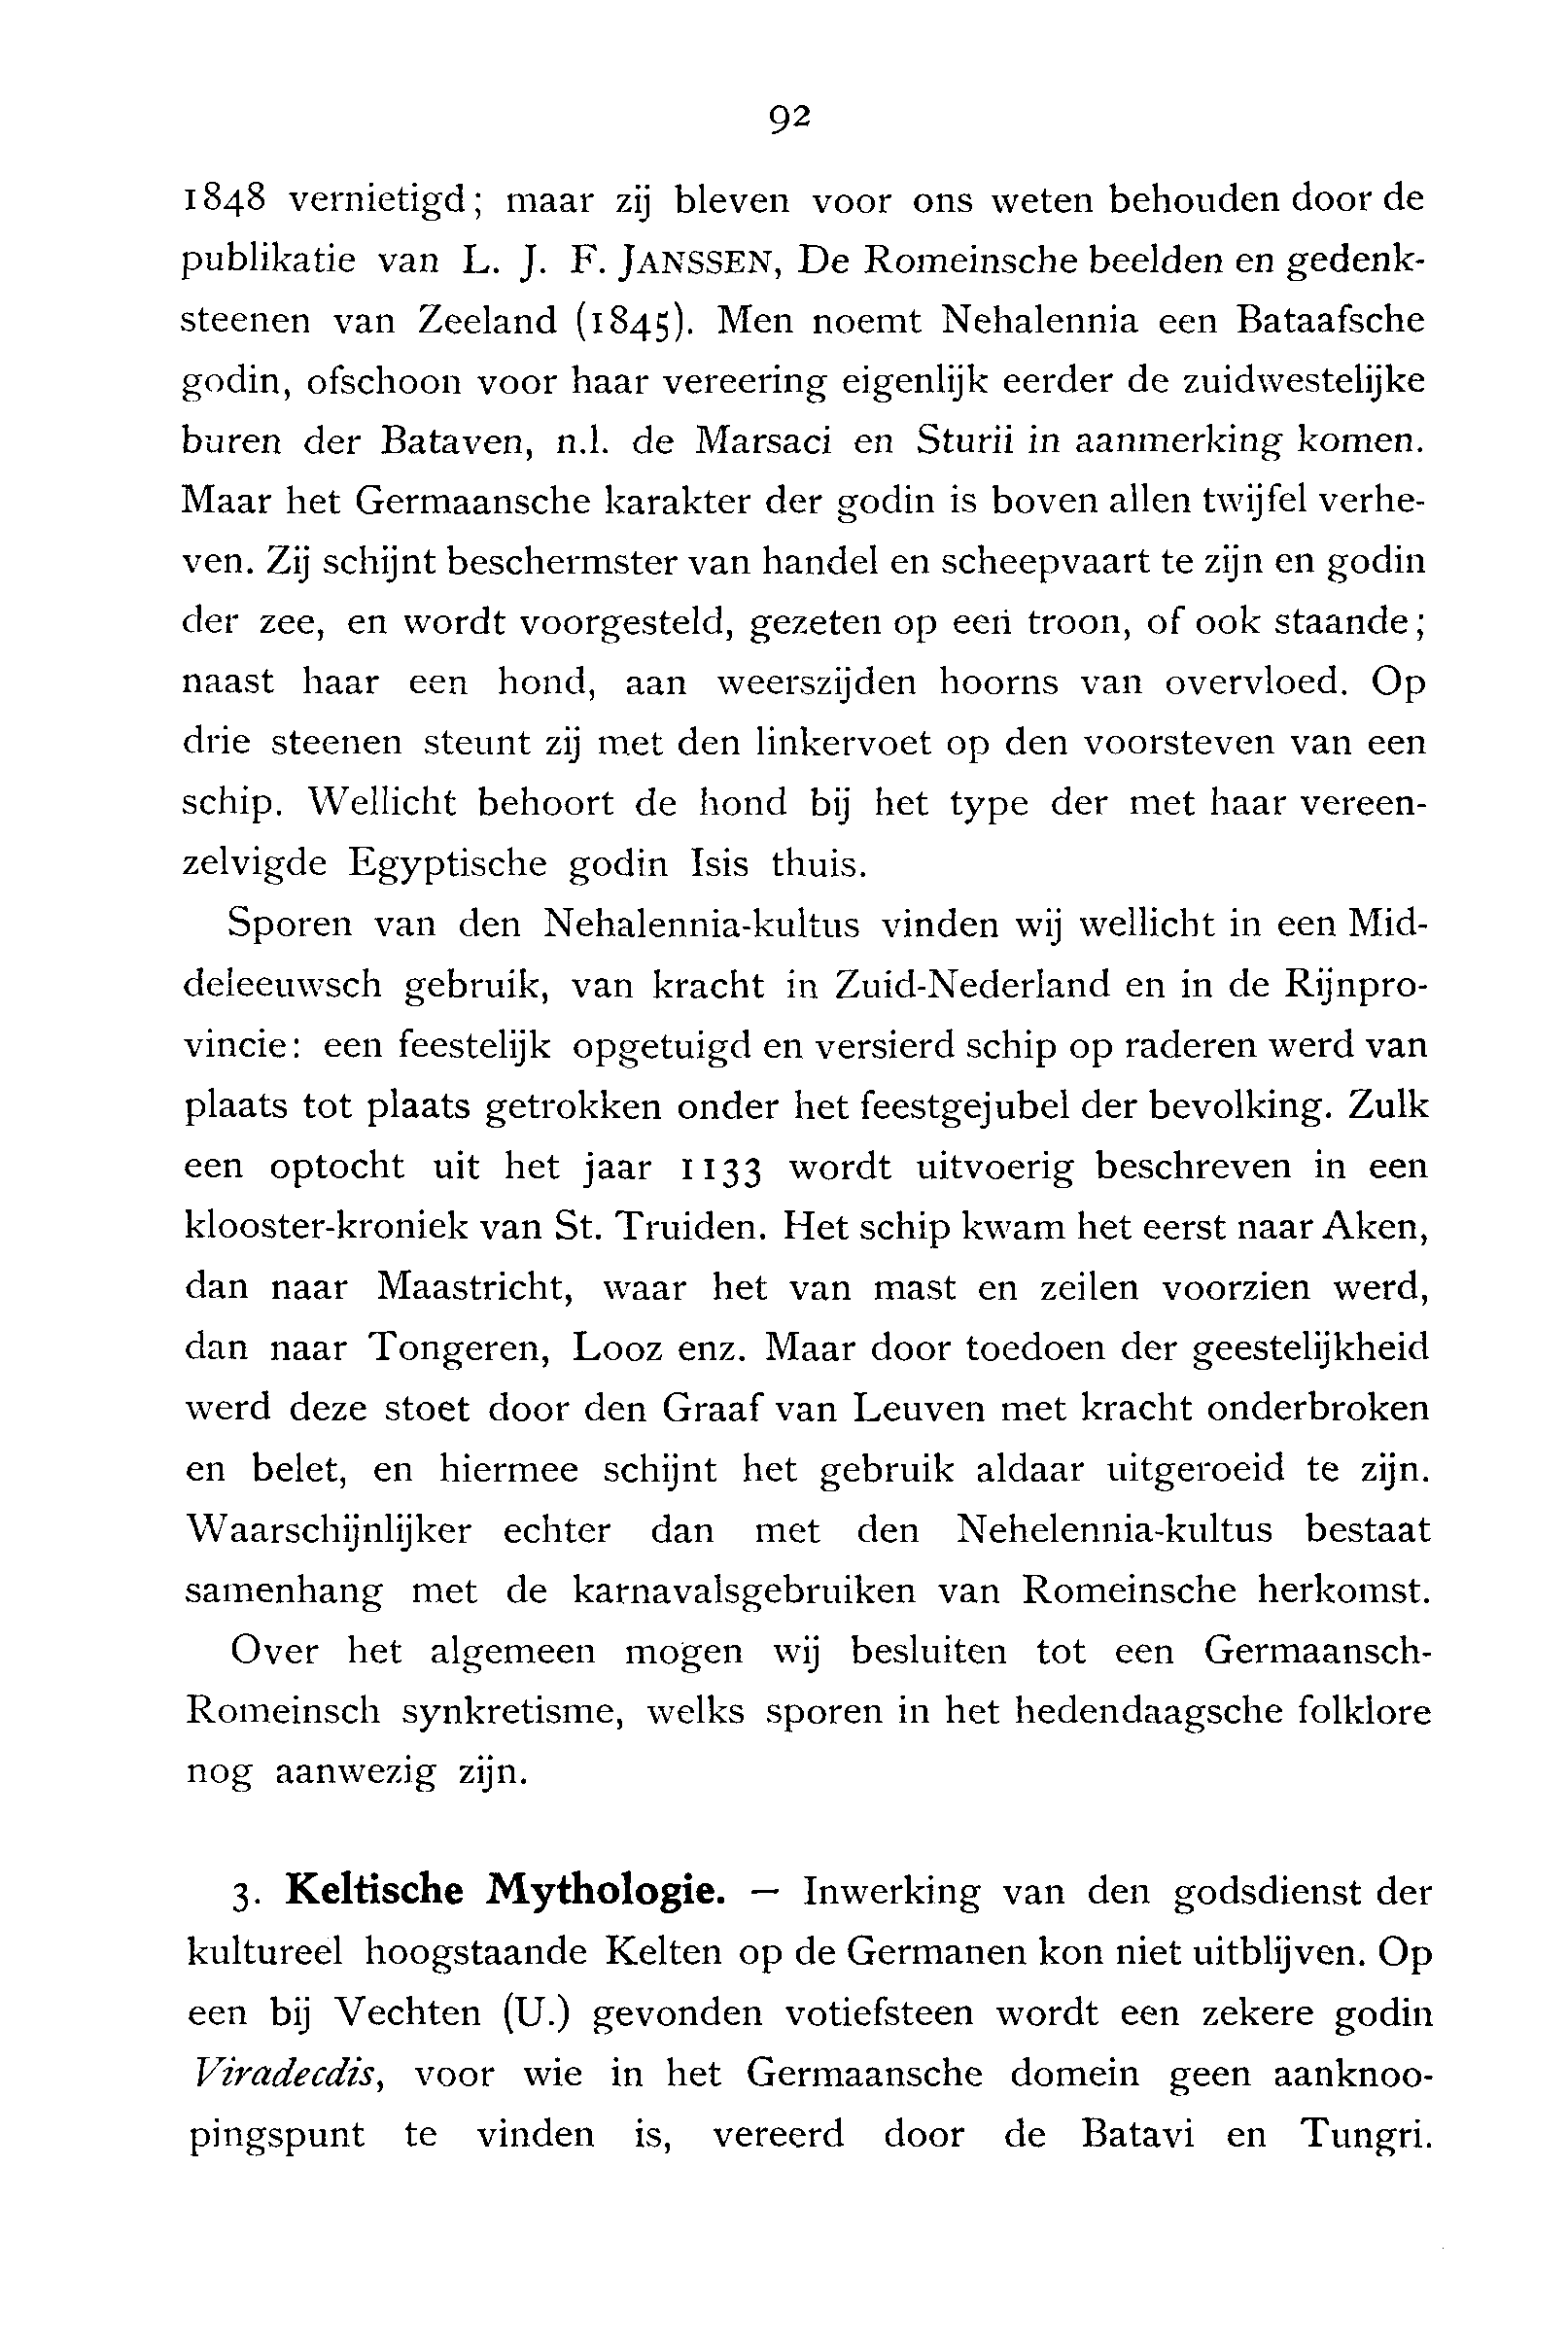 92
1848 vernietigd; maar zij bleven voor ons weten behouden door de
publikatie van L. J. F. JANSSEN, De Romeinsche beelden en gedenk-
steenen van Zeeland (1845). Men noemt Nehalennia een Bataafsche
godin, ofschoon voor haar vereering eigenlijk eerder de zuidwestelijke
buren der Bataven, n.l. de Marsaci en Sturii in aanmerking komen.
Maar het Germaansche karakter der godin is boven allen twijfel verhe-
ven. Zij schijnt beschermster van handel en scheepvaart te zijn en godin
der zee, en wordt voorgesteld, gezeten op een troon, of ook staande;
naast haar een hond, aan weerszijden hoorns van overvloed. Op
drie steenen steunt zij met den linkervoet op den voorsteven van een
schip. Wellicht behoort de hond bij het type der met haar vereen-
zelvigde Egyptische godin Isis thuis.
Sporen van den Nehalennia-kultus vinden wij wellicht in een Mid-
deleeuwsch gebruik, van kracht in Zuid-Nederland en in de Rijnpro-
vincie: een feestelijk opgetuigd en versierd schip op raderen werd van
plaats tot plaats getrokken onder het feestgejubel der bevolking. Zulk
een optocht uit het jaar 1133 wordt uitvoerig beschreven in een
klooster-kroniek van St. Truiden. Het schip kwam het eerst naar Aken,
dan naar Maastricht, waar het van mast en zeilen voorzien werd,
dan naar Tongeren, Looz enz. Maar door toedoen der geestelijkheid
werd deze stoet door den Graaf van Leuven met kracht onderbroken
en belet, en hiermee schijnt het gebruik aldaar uitgeroeid te zijn.
Waarschijnlijker echter dan met den Nehelennia-kultus bestaat
samenhang met de karnavalsgebruiken van Romeinsche herkomst.
Over het algemeen mogen wij besluiten tot een Germaansch-
Romeinsch synkretisme, welks sporen in het hedendaagsche folklore
nog aanwezig zijn.
3. Keltische Mythologie. — Inwerking van den godsdienst der
kultureel hoogstaande Kelten op de Germanen kon niet uitblijven. Op
een bij Vechten (U.) gevonden votiefsteen wordt een zekere godin
Viradecdis, voor wie in het Germaansche domein geen aanknoo-
pingspunt te vinden is, vereerd door de Batavi en Tungri.